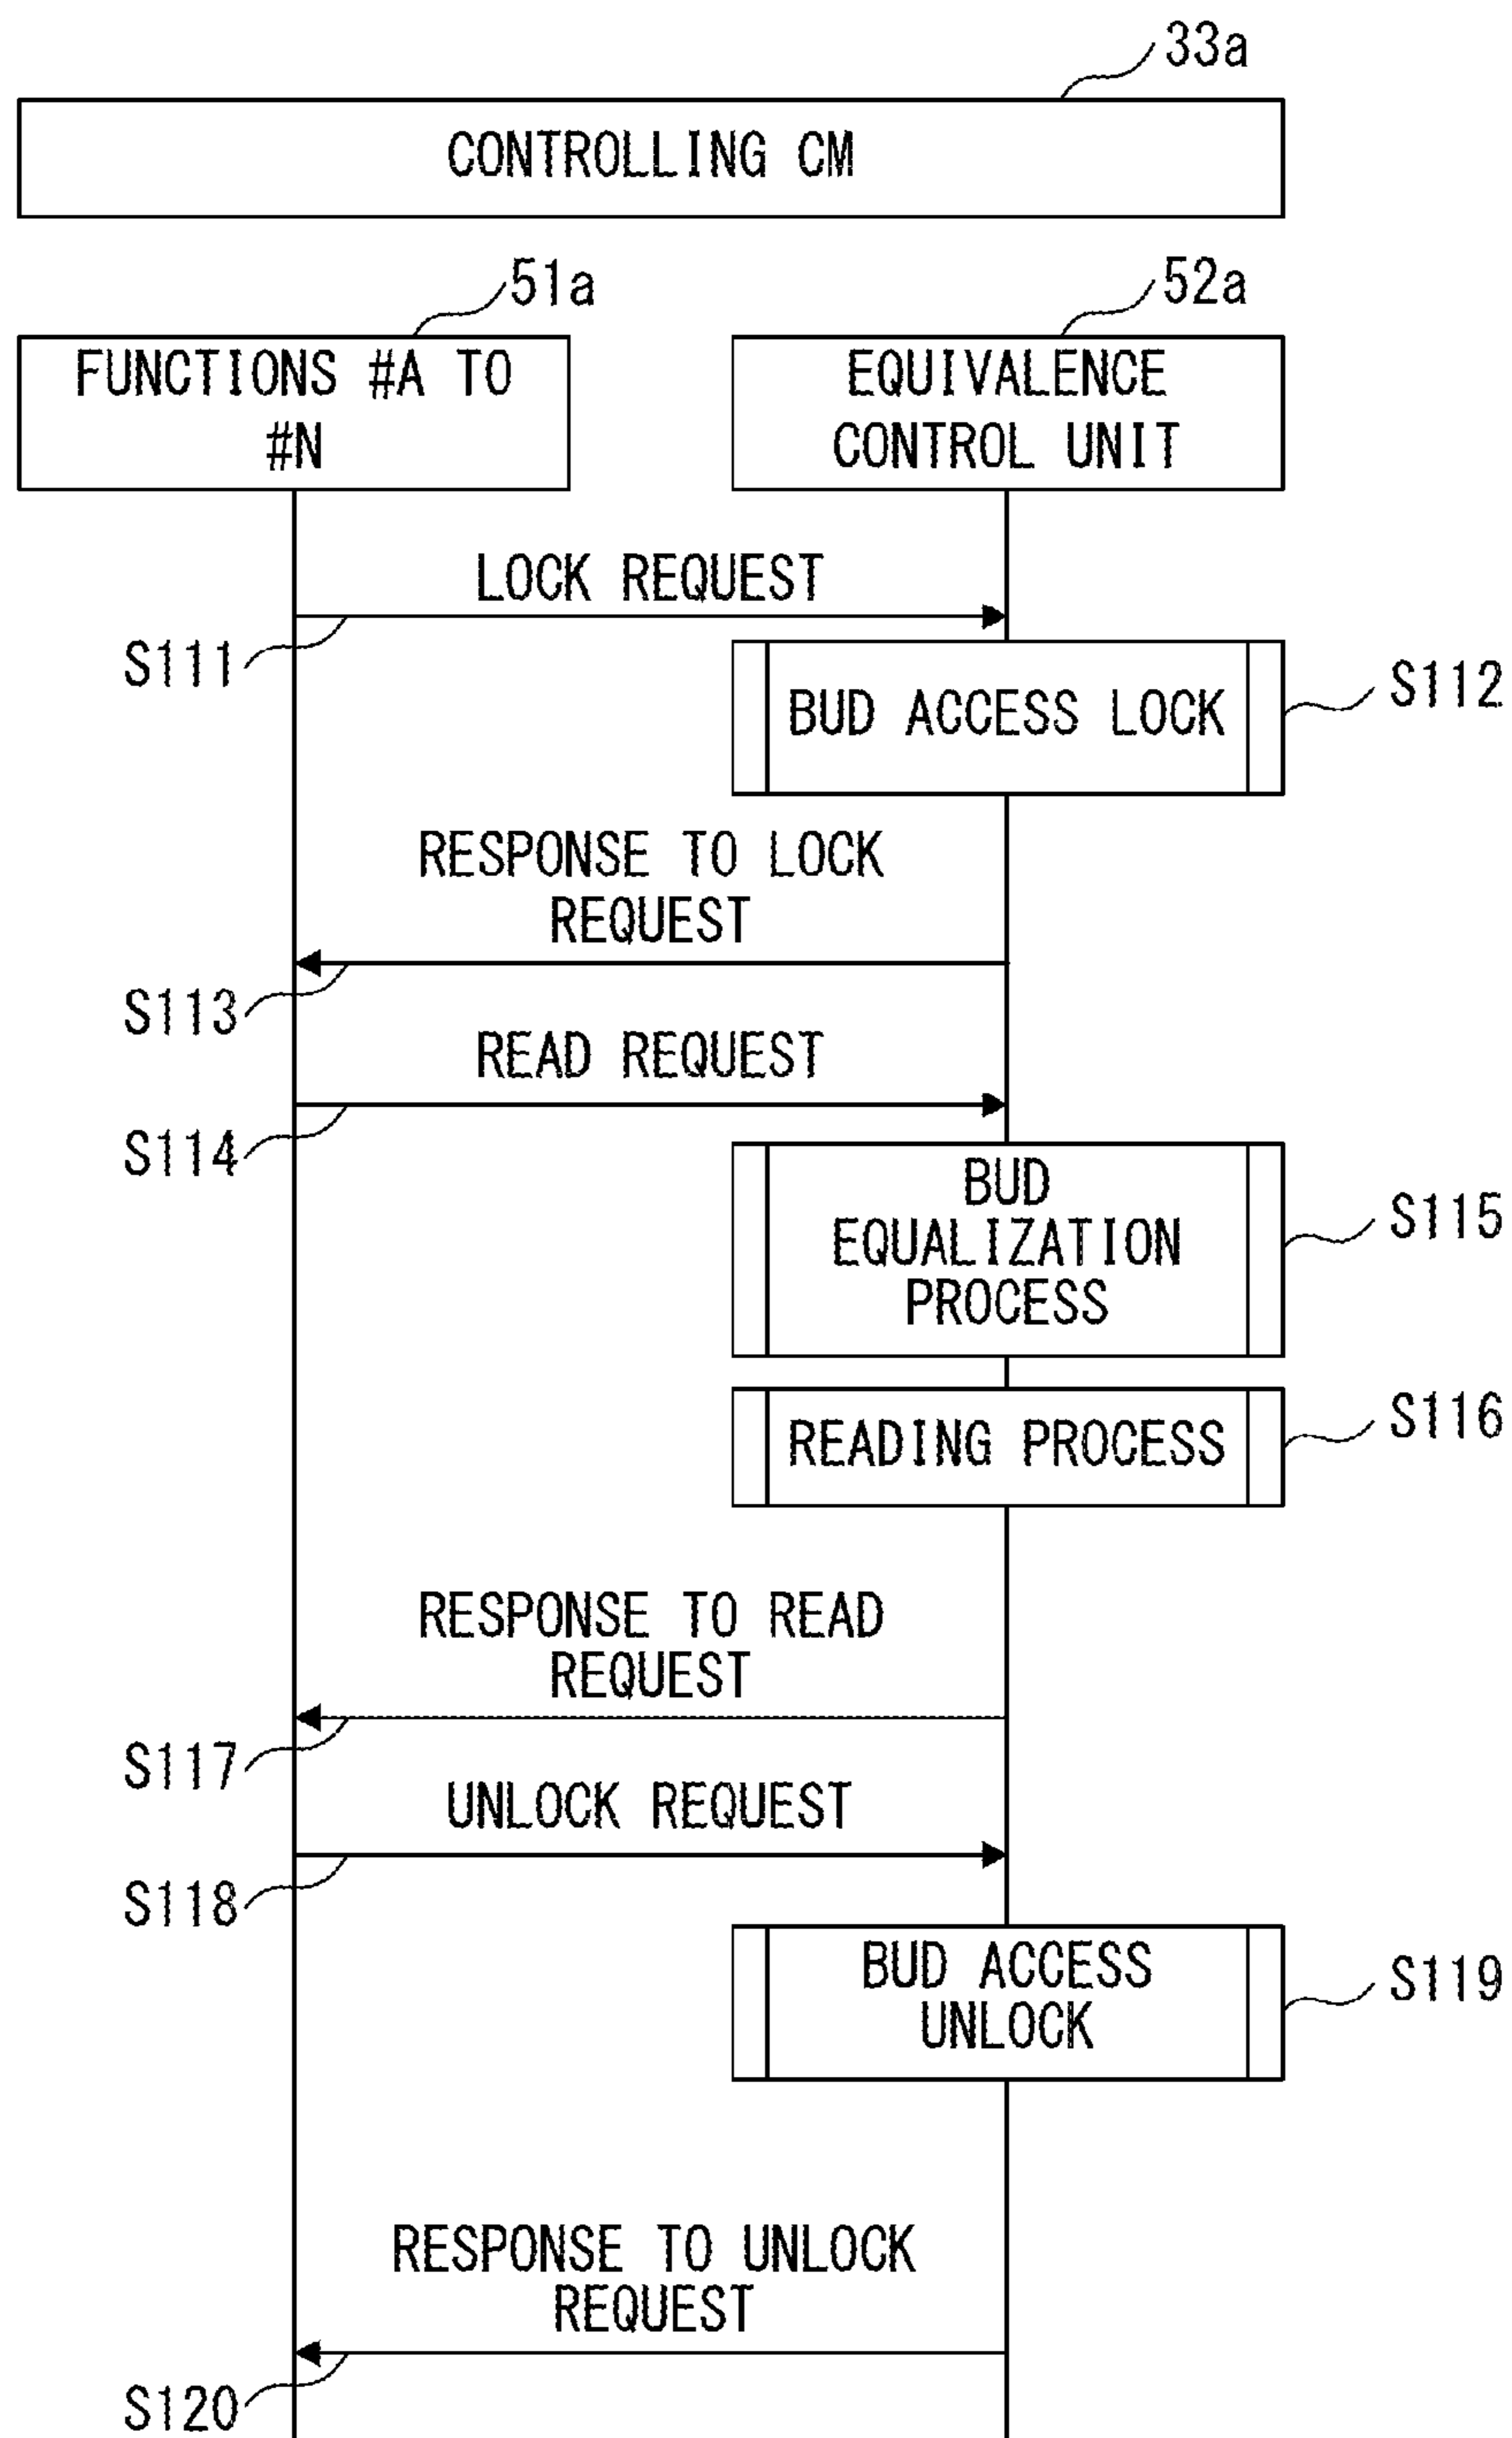 33a
CONTROLLING CM
51a
52a
FUNCTIONS #A TO
#N
EQUIVALENCE
CONTROL UNIT
LOCK REQUEST
S111
BUD ACCESS LOCK
S112
RESPONSE TO LOCK
REQUEST
S113
READ REQUEST
S114
BUD
EQUALIZATION
PROCESS
S115
READING PROCESS
S116
RESPONSE TO READ
REQUEST
S117
UNLOCK REQUEST
S118
BUD ACCESS
UNLOCK
S119
RESPONSE TO UNLOCK
REQUEST
S120